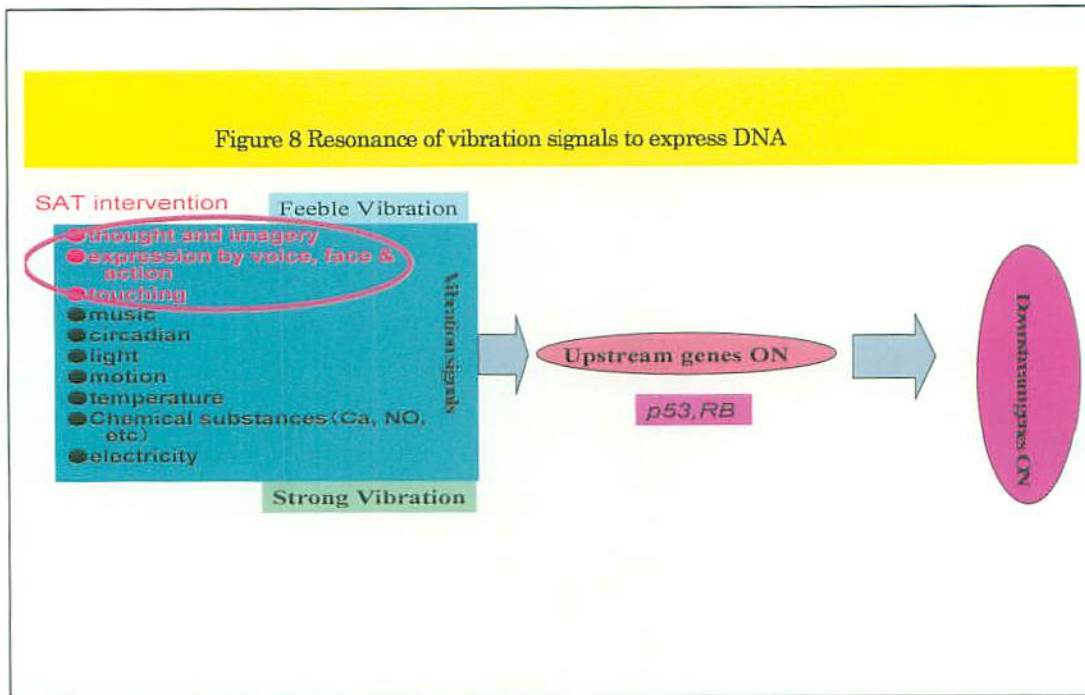 Figure 8 Resonance of vibration signals to express DNA
SAT intervention
Feeble Vibration
●thought and imagery
●expression by voice, face &
action
●touching
●music
●circadian
●light
●motion
●temperature
●Chemical substances(Ca, NO,
etc)
●electricity
Vibration signals
Strong Vibration
Upstream genes ON
p53,RB
Downstream genes ON